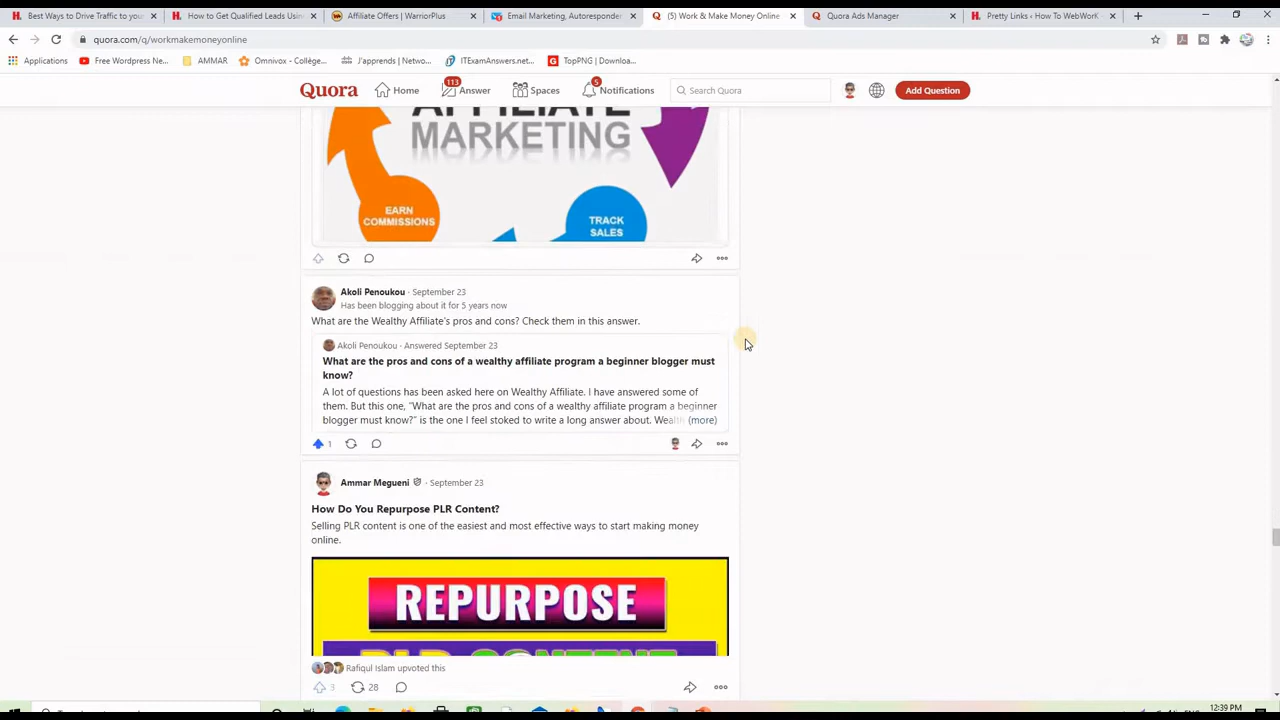 Best Ways to Drive Traffic to your
How to Get Qualified Leads Usin
Affiliate Offers | WarriorPlus
Email Marketing, Autoresponder
(5) Work & Make Money Online
Quora Ads Manager
Pretty Links ‹ How To WebWorK
quora.com/q/workmakemoneyonline
Applications
Free Wordpress Ne...
AMMAR
Omnivox - Collège...
J'apprends | Netwo...
ITExamAnswers.net...
TopPNG | Downloa...
Quora
Home
113
Answer
Spaces
5
Notifications
Search Quora
Add Question
AFFILIATE
MARKETING
EARN
COMMISSIONS
TRACK
SALES
Akoli Penoukou · September 23
Has been blogging about it for 5 years now
What are the Wealthy Affiliate's pros and cons? Check them in this answer.
Akoli Penoukou · Answered September 23
What are the pros and cons of a wealthy affiliate program a beginner blogger must
know?
A lot of questions has been asked here on Wealthy Affiliate. I have answered some of
them. But this one, "What are the pros and cons of a wealthy affiliate program a beginner
blogger must know?" is the one I feel stoked to write a long answer about. Wealt (more)
1
Ammar Megueni · September 23
How Do You Repurpose PLR Content?
Selling PLR content is one of the easiest and most effective ways to start making money
online.
REPURPOSE
PLR CONTENT
Rafiqul Islam upvoted this
3
28
12:39 PM